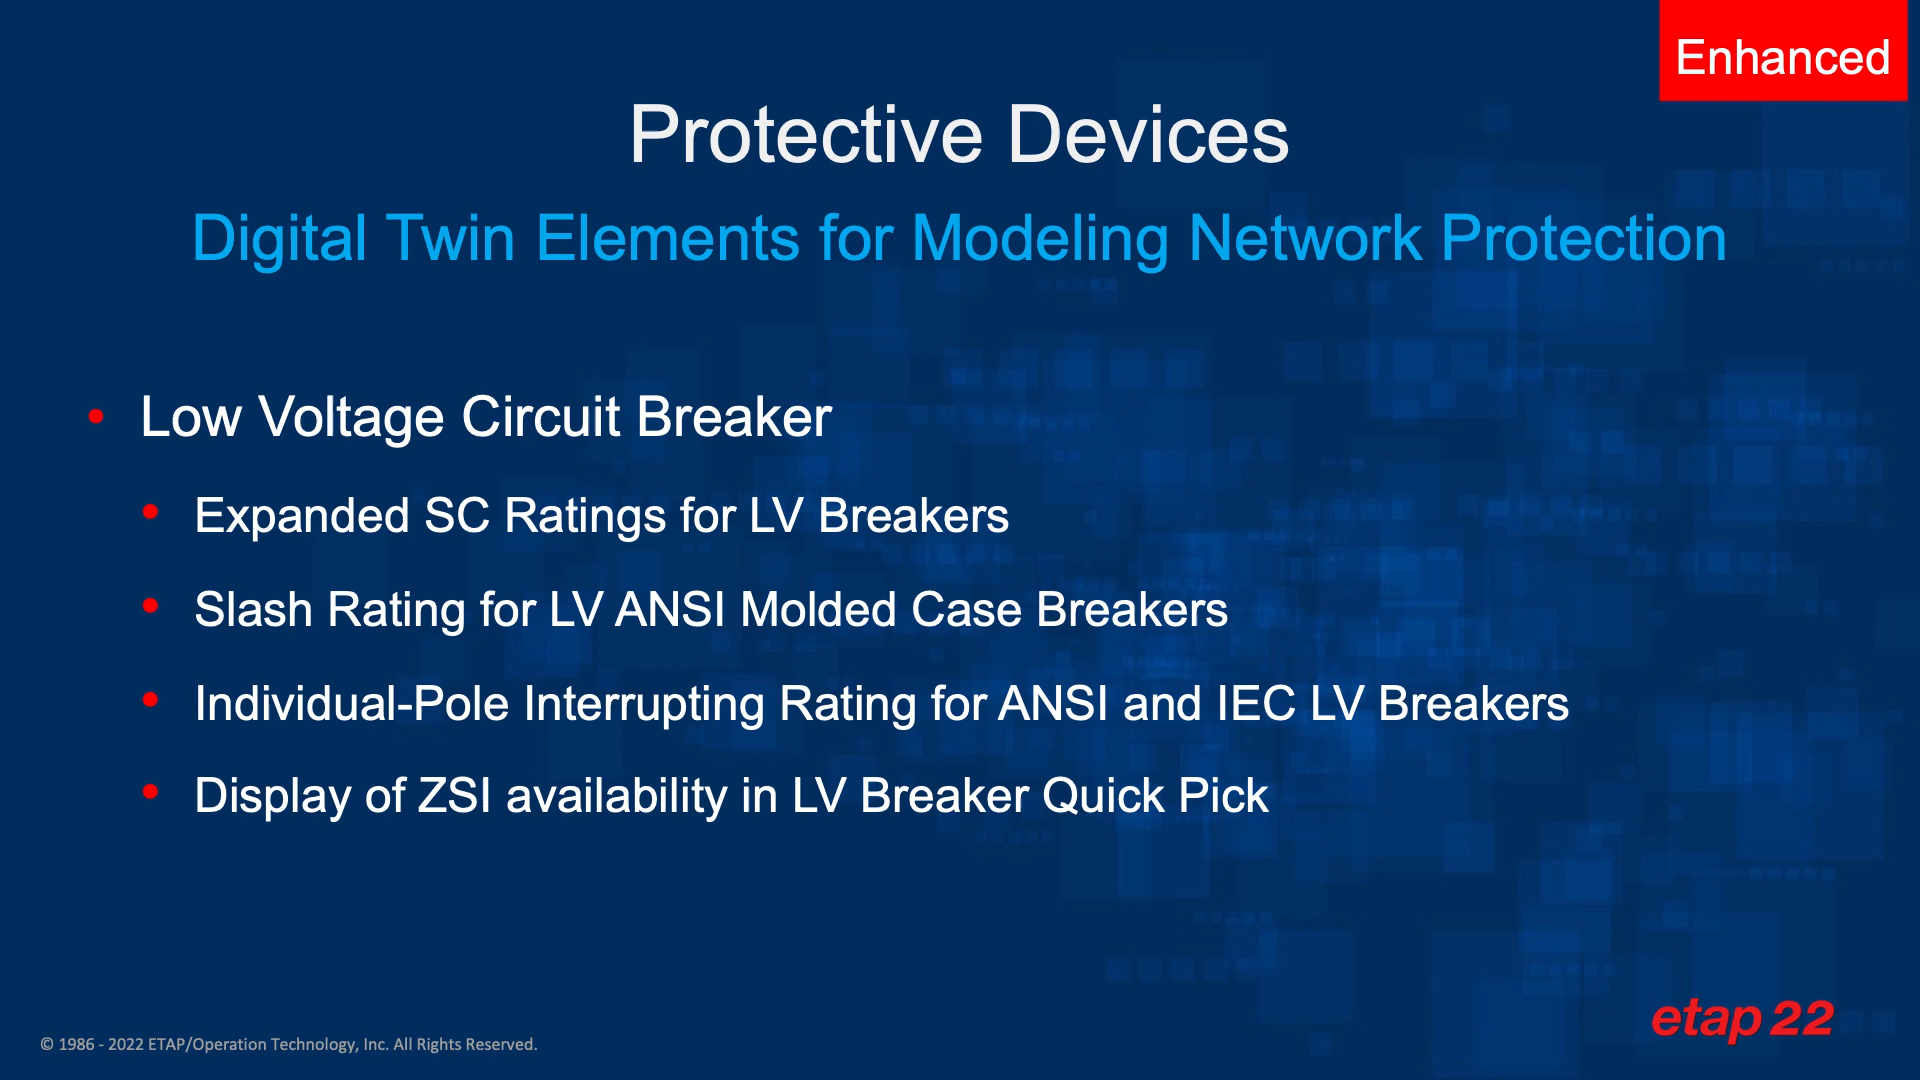 Enhanced
Protective Devices
Digital Twin Elements for Modeling Network Protection
• Low Voltage Circuit Breaker
• Expanded SC Ratings for LV Breakers
• Slash Rating for LV ANSI Molded Case Breakers
• Individual-Pole Interrupting Rating for ANSI and IEC LV Breakers
• Display of ZSI availability in LV Breaker Quick Pick
etap 22
© 1986 - 2022 ETAP/Operation Technology, Inc. All Rights Reserved.